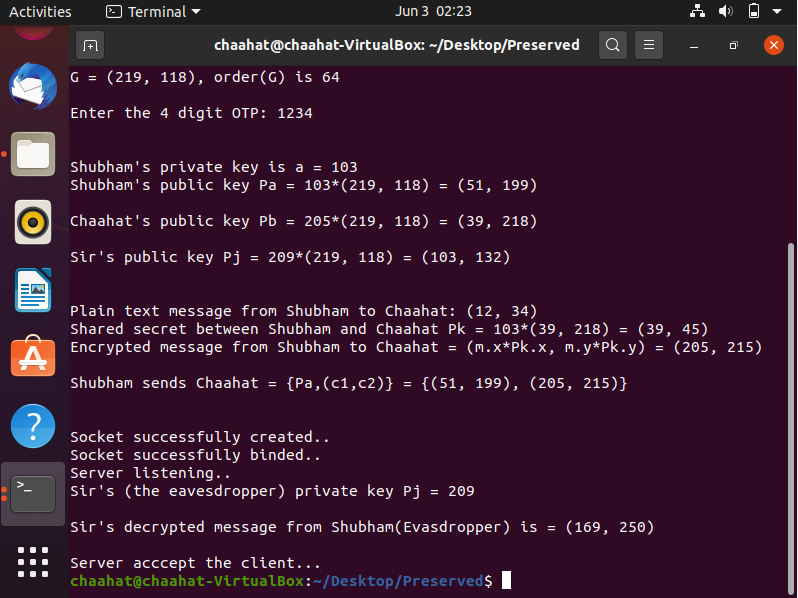 Activities Terminal Jun 3 02:23
chaahat@chaahat-VirtualBox: ~/Desktop/Preserved
G = (219, 118), order(G) is 64
Enter the 4 digit OTP: 1234
Shubham's private key is a = 103
Shubham's public key Pa = 103*(219, 118) = (51, 199)
Chaahat's public key Pb = 205*(219, 118) = (39, 218)
Sir's public key Pj = 209*(219, 118) = (103, 132)
Plain text message from Shubham to Chaahat: (12, 34)
Shared secret between Shubham and Chaahat Pk = 103*(39, 218) = (39, 45)
Encrypted message from Shubham to Chaahat = (m.x*Pk.x, m.y*Pk.y) = (205, 215)
Shubham sends Chaahat = {Pa,(c1,c2)} = {(51, 199), (205, 215)}
Socket successfully created..
Socket successfully binded..
Server listening..
Sir's (the eavesdropper) private key Pj = 209
Sir's decrypted message from Shubham(Evasdropper) is = (169, 250)
Server acccept the client...
chaahat@chaahat-VirtualBox:~/Desktop/Preserved$